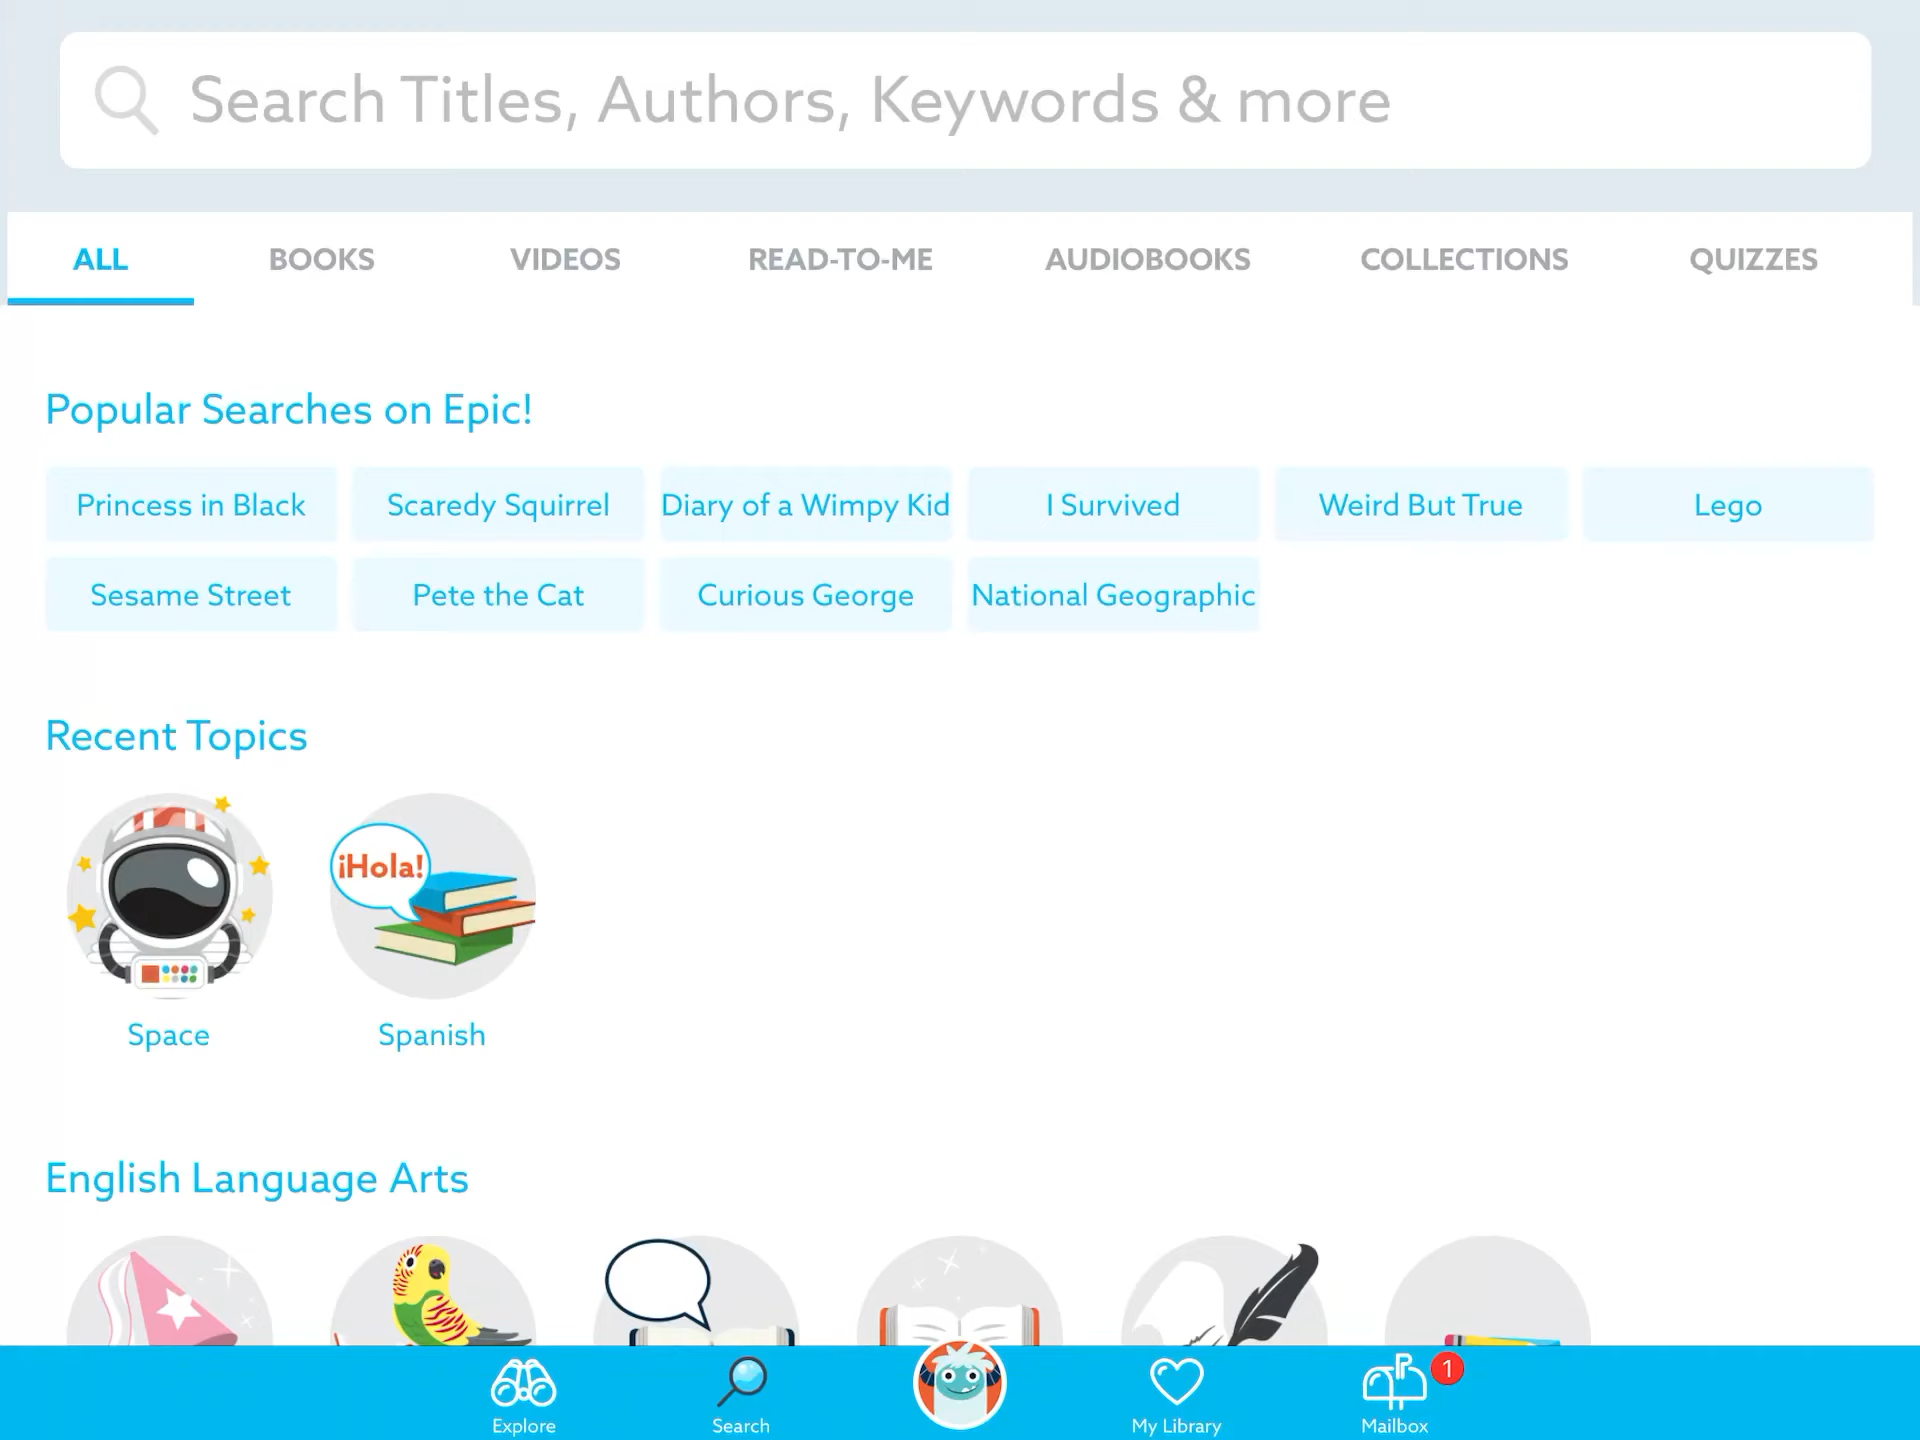 Search Titles, Authors, Keywords & more
ALL BOOKS VIDEOS READ-TO-ME AUDIOBOOKS COLLECTIONS QUIZZES
Popular Searches on Epic!
Princess in Black Scaredy Squirrel Diary of a Wimpy Kid I Survived Weird But True Lego
Sesame Street Pete the Cat Curious George National Geographic
Recent Topics
¡Hola!
Space Spanish
English Language Arts
1
Explore Search My Library Mailbox